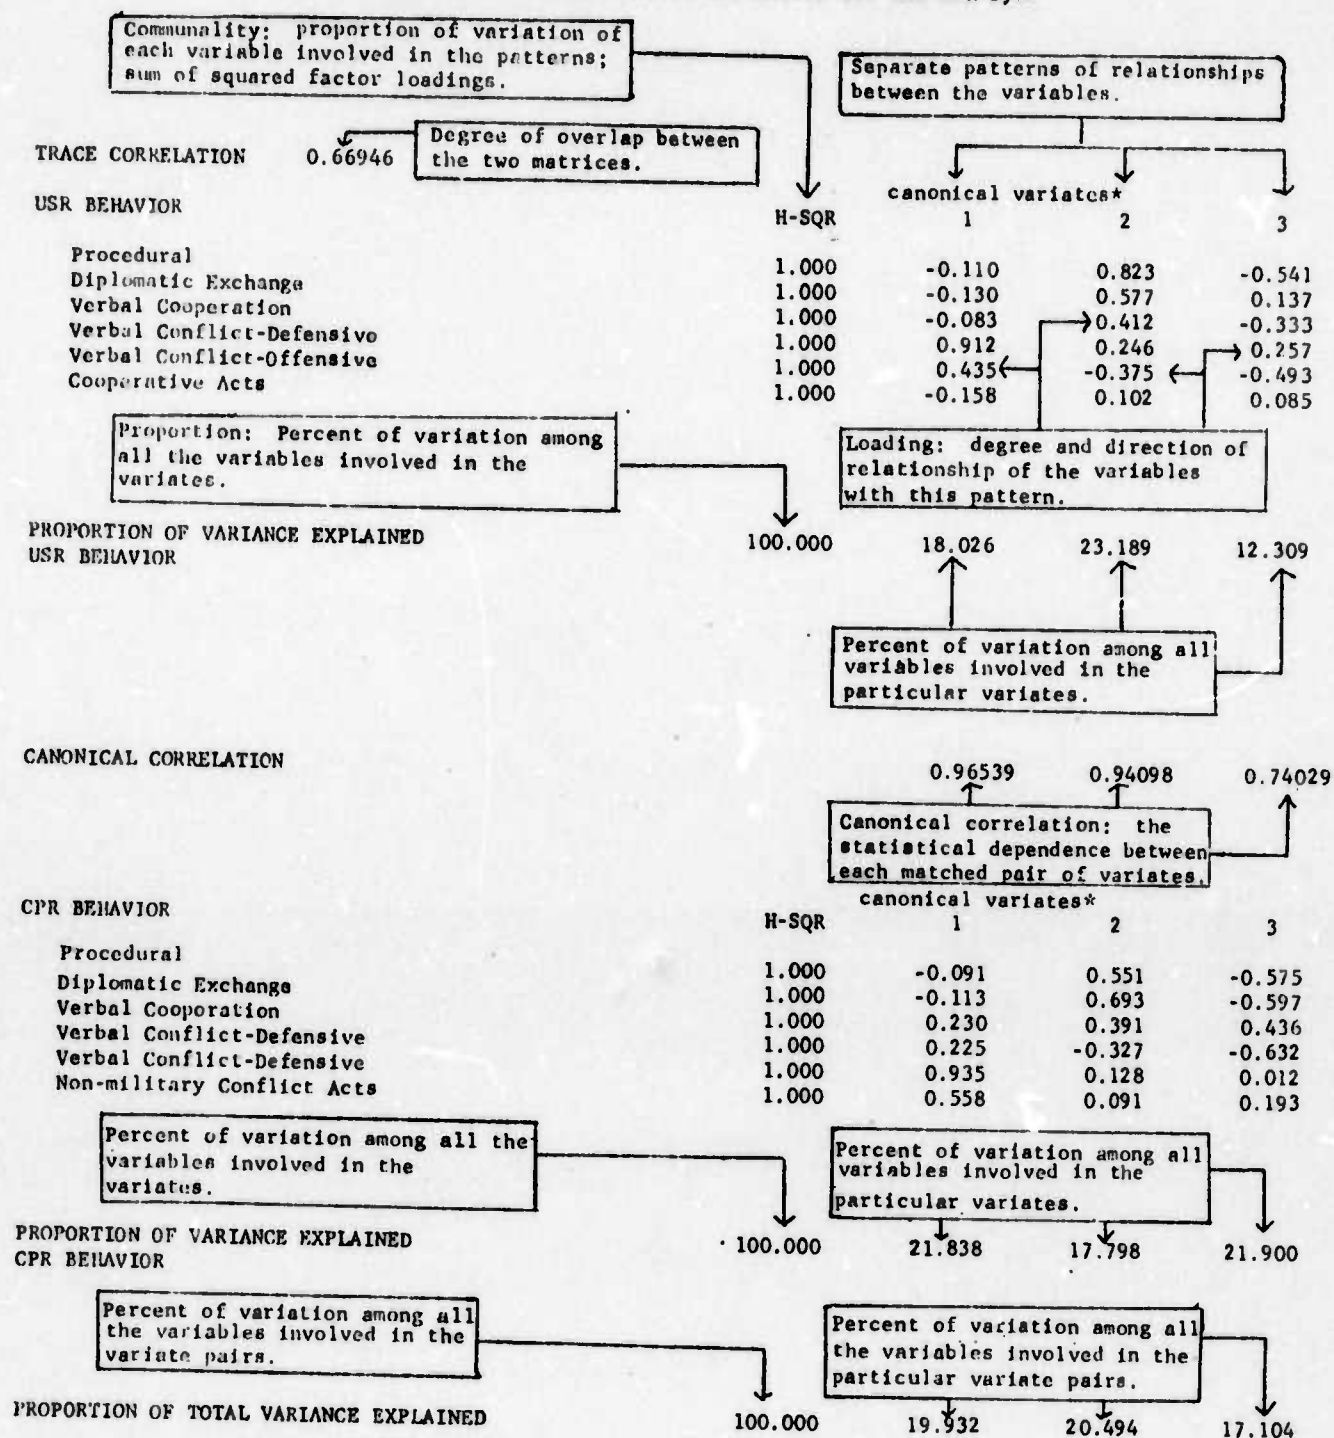 Communality: proportion of variation of
each variable involved in the patterns;
sum of squared factor loadings.
Separate patterns of relationships
between the variables.
TRACE CORRELATION 0.66946
Degree of overlap between
the two matrices.
canonical variates*
USR BEHAVIOR H-SQR 1 2 3
Procedural 1.000 -0.110 0.823 -0.541
Diplomatic Exchange 1.000 -0.130 0.577 0.137
Verbal Cooperation 1.000 -0.083 0.412 -0.333
Verbal Conflict-Defensive 1.000 0.912 0.246 0.257
Verbal Conflict-Offensive 1.000 0.435 -0.375 -0.493
Cooperative Acts 1.000 -0.158 0.102 0.085
Proportion: Percent of variation among
all the variables involved in the
variates.
Loading: degree and direction of
relationship of the variables
with this pattern.
PROPORTION OF VARIANCE EXPLAINED
USR BEHAVIOR 100.000 18.026 23.189 12.309
Percent of variation among all
variables involved in the
particular variates.
CANONICAL CORRELATION 0.96539 0.94098 0.74029
Canonical correlation: the
statistical dependence between
each matched pair of variates.
canonical variates*
CPR BEHAVIOR H-SQR 1 2 3
Procedural 1.000 -0.091 0.551 -0.575
Diplomatic Exchange 1.000 -0.113 0.693 -0.597
Verbal Cooporation 1.000 0.230 0.391 0.436
Verbal Conflict-Defensive 1.000 0.225 -0.327 -0.632
Verbal Conflict-Defensive 1.000 0.935 0.128 0.012
Non-military Conflict Acts 1.000 0.558 0.091 0.193
Percent of variation among all the
variables involved in the
variates.
Percent of variation among all
variables involved in the
particular variates.
PROPORTION OF VARIANCE EXPLAINED
CPR BEHAVIOR 100.000 21.838 17.798 21.900
Percent of variation among all
the variables involved in the
variate pairs.
Percent of variation among all
the variables involved in the
particular variate pairs.
PROPORTION OF TOTAL VARIANCE EXPLAINED 100.000 19.932 20.494 17.104